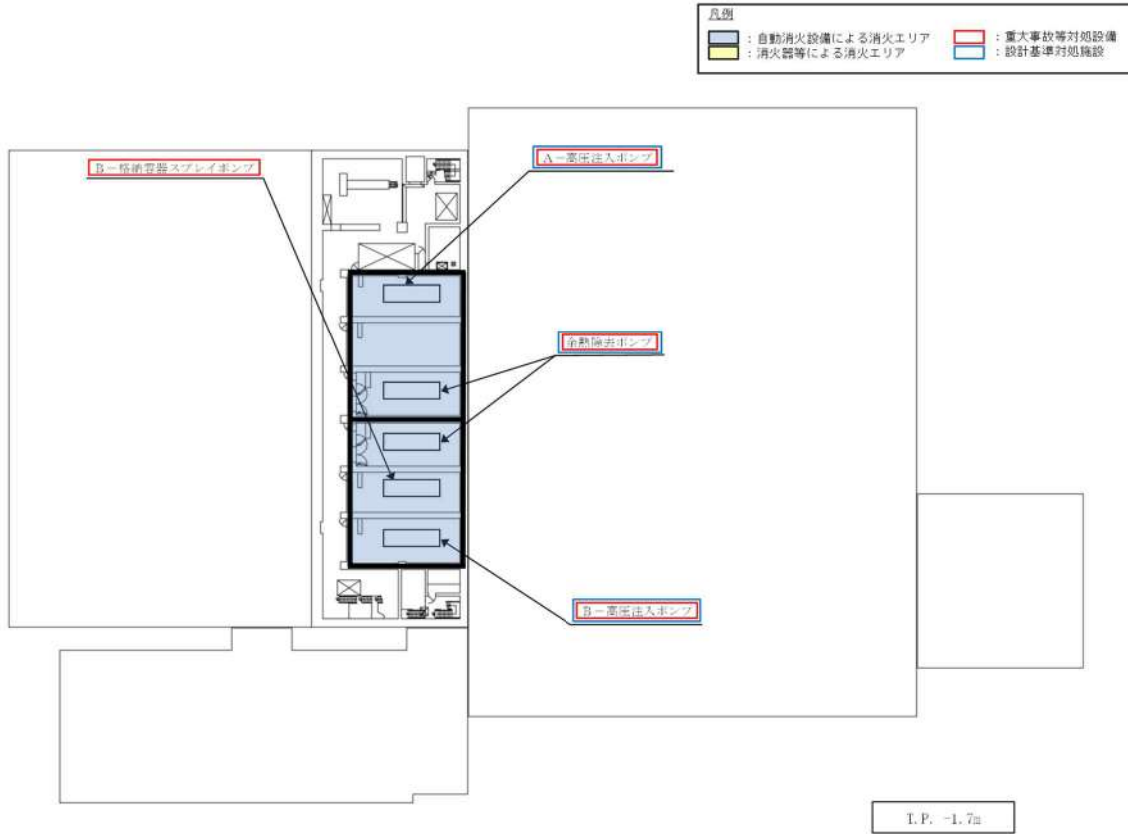 凡例
：自動消火設備による消火エリア
：重大事故等対処設備
：消火器等による消火エリア
：設計基準対処施設
A－高圧注入ポンプ
B－格納容器スプレイポンプ
余熱除去ポンプ
B－高圧注入ポンプ
T.P. -1.7m